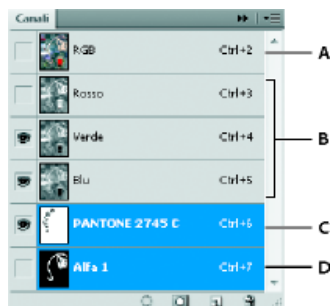 Canali
RGB Ctrl+2 A
Rosso Ctrl+3
B
Verde Ctrl+4
Blu Ctrl+5
PANTONE 2745 C Ctrl+6 C
Alfa 1 Ctrl+7 D